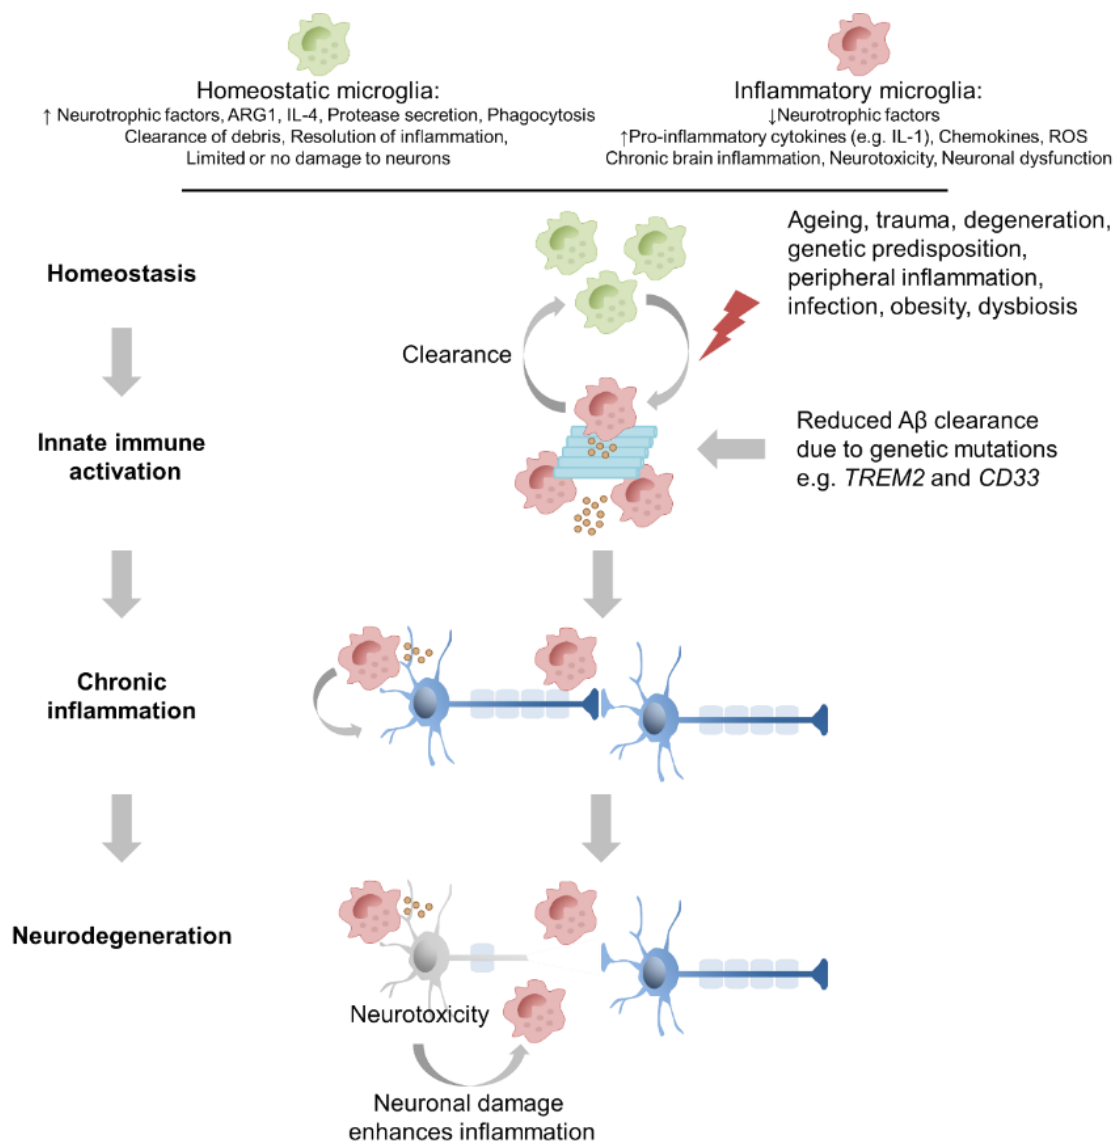 Homeostatic microglia:
↑ Neurotrophic factors, ARG1, IL-4, Protease secretion, Phagocytosis
Clearance of debris, Resolution of inflammation,
Limited or no damage to neurons
Inflammatory microglia:
↓Neurotrophic factors
↑Pro-inflammatory cytokines (e.g. IL-1), Chemokines, ROS
Chronic brain inflammation, Neurotoxicity, Neuronal dysfunction
Homeostasis
Ageing, trauma, degeneration,
genetic predisposition,
peripheral inflammation,
infection, obesity, dysbiosis
Clearance
Innate immune
activation
Reduced Aβ clearance
due to genetic mutations
e.g. TREM2 and CD33
Chronic
inflammation
Neurodegeneration
Neurotoxicity
Neuronal damage
enhances inflammation